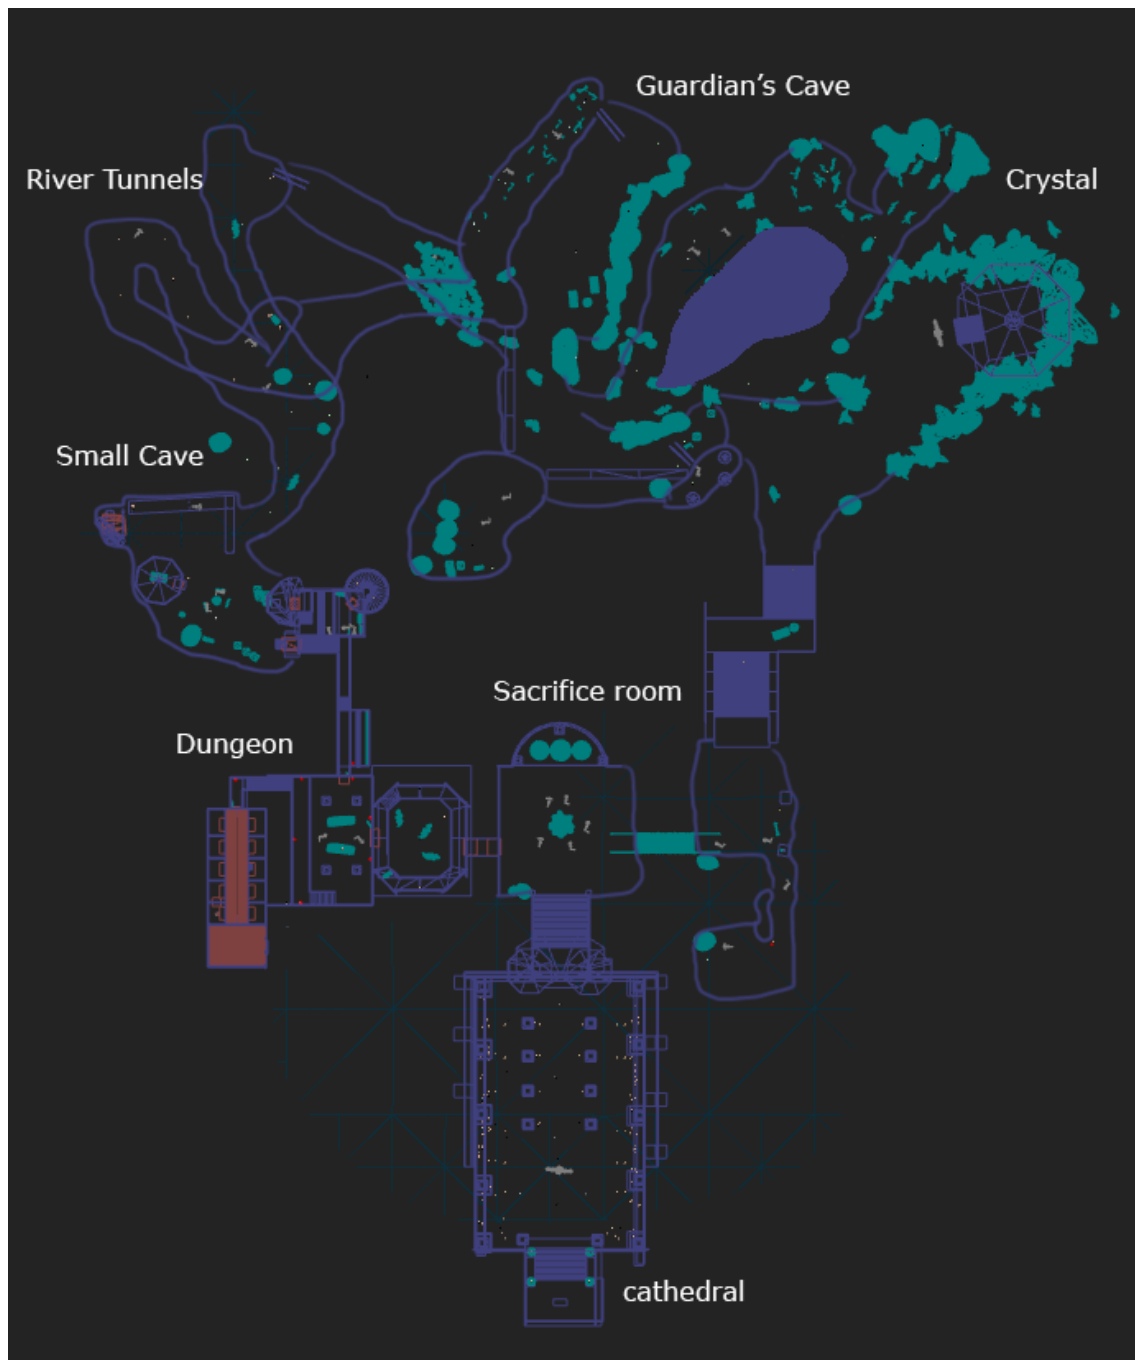 Guardian’s Cave
River Tunnels
Crystal
Small Cave
Sacrifice room
Dungeon
cathedral